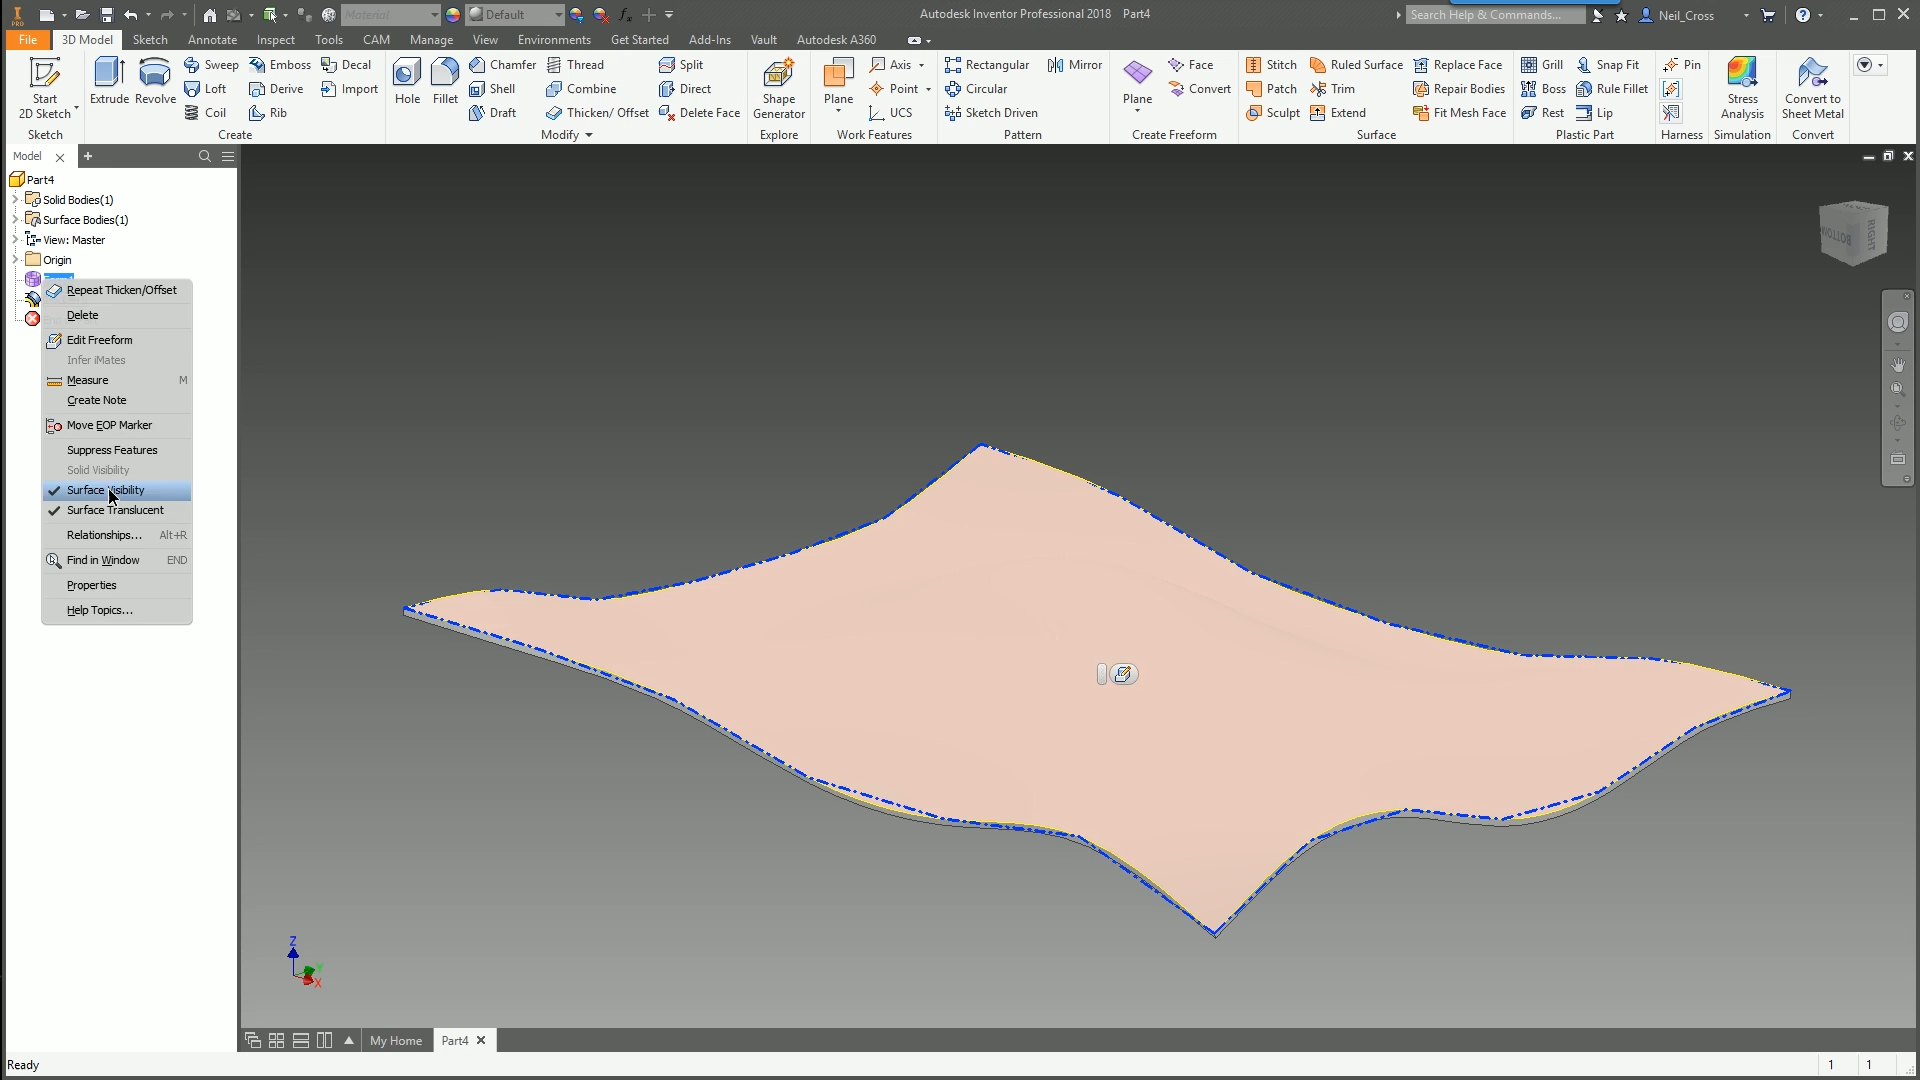 PRO
Material
Default
Autodesk Inventor Professional 2018 Part4
Search Help & Commands...
Neil_Cross
File 3D Model Sketch Annotate Inspect Tools CAM Manage View Environments Get Started Add-Ins Vault Autodesk A360
Start 2D Sketch
Extrude
Revolve
Sweep
Loft
Coil
Emboss
Derive
Rib
Decal
Import
Hole
Fillet
Chamfer
Shell
Draft
Thread
Combine
Thicken/ Offset
Split
Direct
Delete Face
Shape Generator
Plane
Axis
Point
UCS
Rectangular
Circular
Sketch Driven
Mirror
Plane
Face
Convert
Stitch
Patch
Sculpt
Ruled Surface
Trim
Extend
Replace Face
Repair Bodies
Fit Mesh Face
Grill
Boss
Rest
Snap Fit
Rule Fillet
Lip
Pin
Stress Analysis
Convert to Sheet Metal
Sketch Create Modify Explore Work Features Pattern Create Freeform Surface Plastic Part Harness Simulation Convert
Model
Part4
Solid Bodies(1)
Surface Bodies(1)
View: Master
Origin
Repeat Thicken/Offset
Delete
Edit Freeform
Infer iMates
Measure M
Create Note
Move EOP Marker
Suppress Features
Solid Visibility
Surface Visibility
Surface Translucent
Relationships... Alt+R
Find in Window END
Properties
Help Topics...
BOTTOM
RIGHT
Z
X
My Home
Part4
Ready
1 1